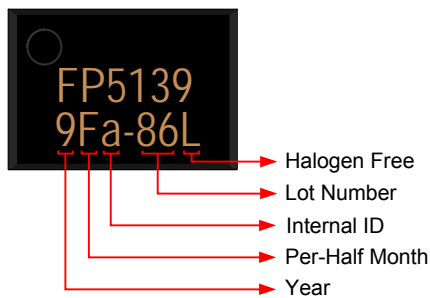 FP5139
9Fa-86L
Halogen Free
Lot Number
Internal ID
Per-Half Month
Year